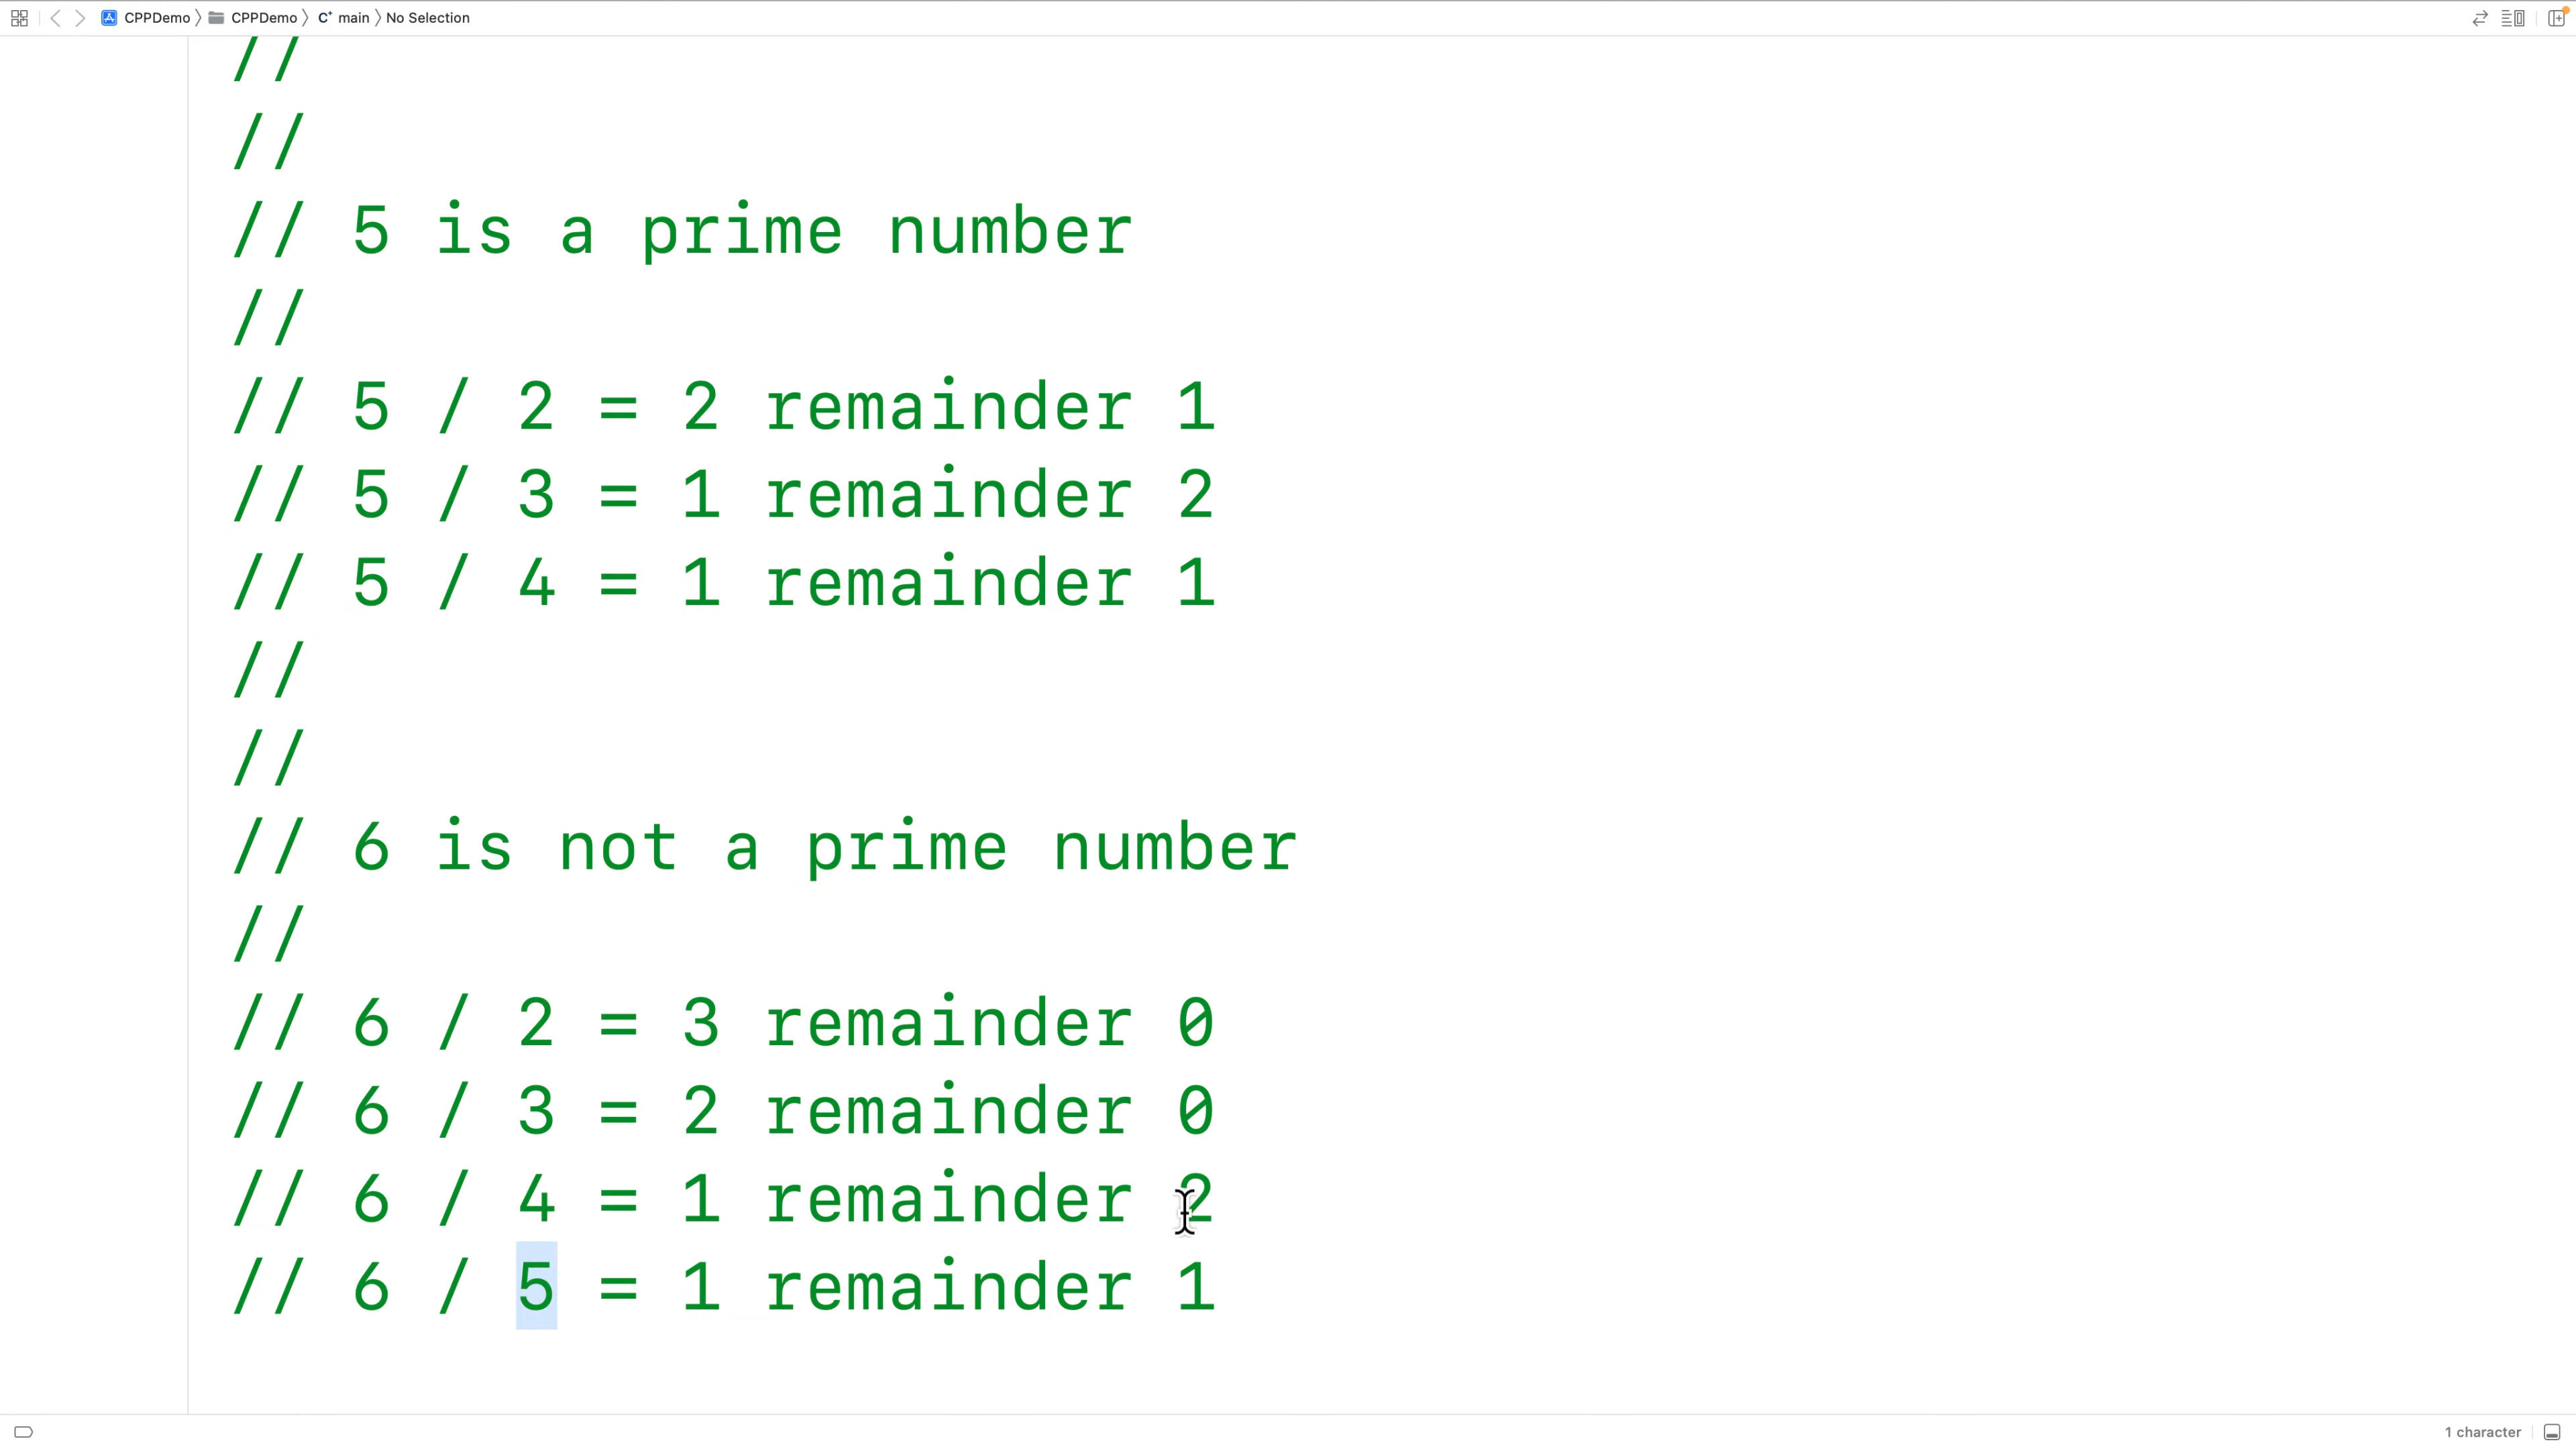 CPPDemo CPPDemo C+ main No Selection
//
//
// 5 is a prime number
//
// 5 / 2 = 2 remainder 1
// 5 / 3 = 1 remainder 2
// 5 / 4 = 1 remainder 1
//
//
// 6 is not a prime number
//
// 6 / 2 = 3 remainder 0
// 6 / 3 = 2 remainder 0
// 6 / 4 = 1 remainder 2
// 6 / 5 = 1 remainder 1
1 character